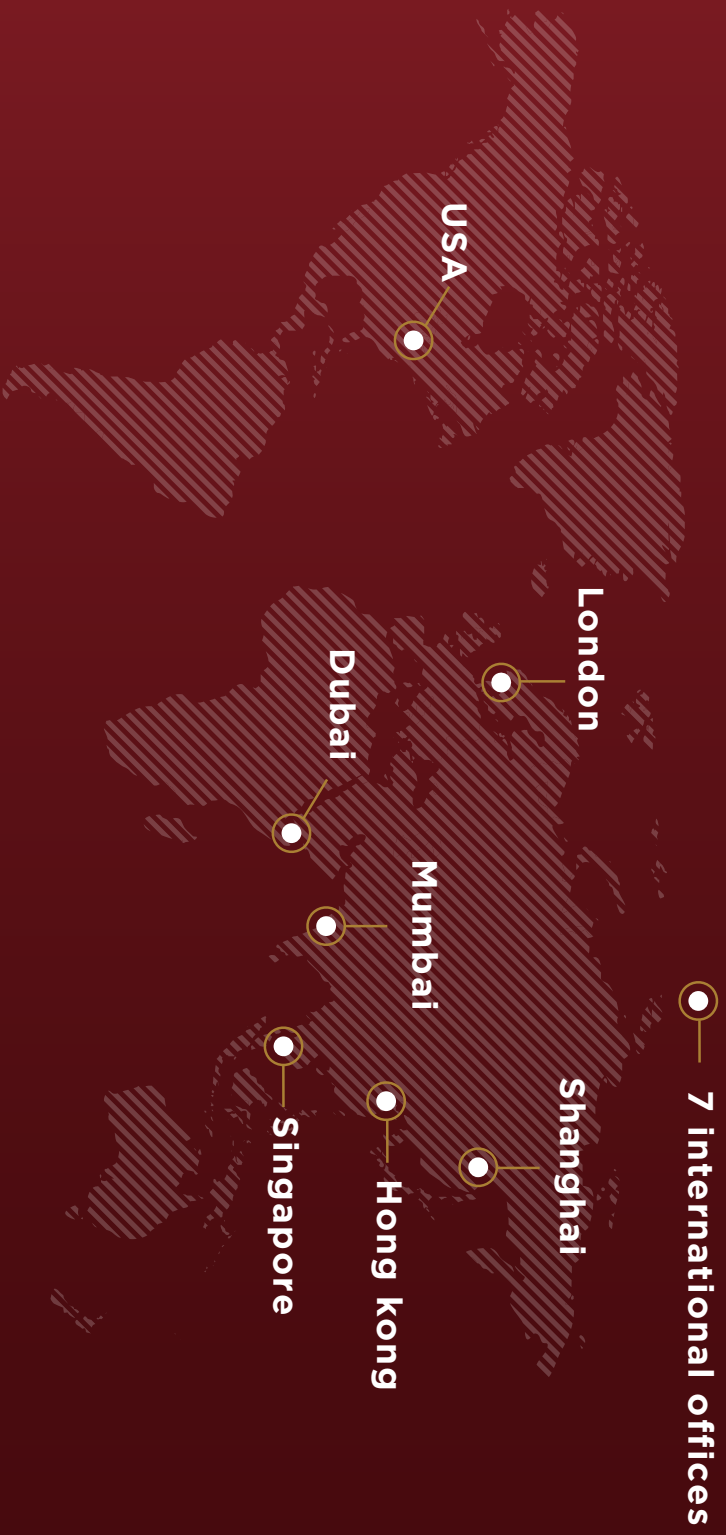 7 international offices
London
Shanghai
USA
Mumbai
Hong kong
Dubai
Singapore